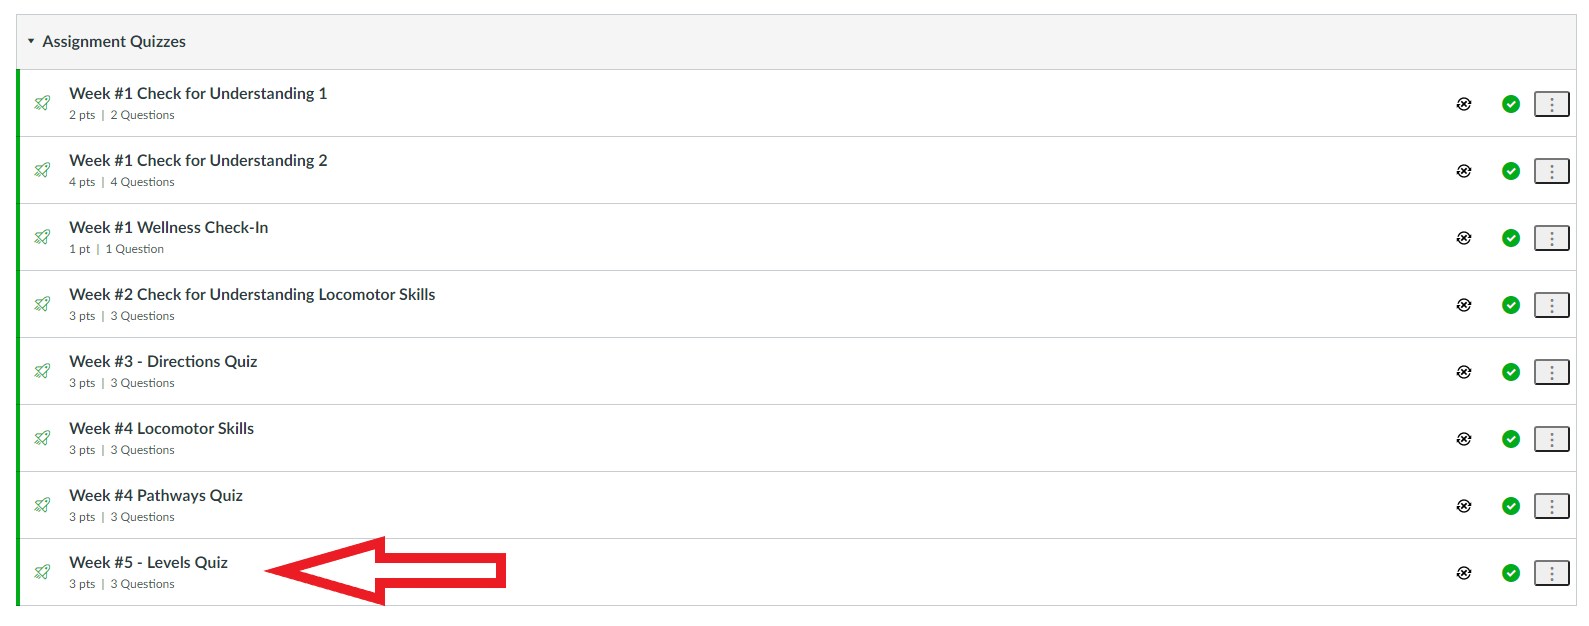 Assignment Quizzes
Week #1 Check for Understanding 1
2 pts | 2 Questions
Week #1 Check for Understanding 2
4 pts | 4 Questions
Week #1 Wellness Check-In
1 pt | 1 Question
Week #2 Check for Understanding Locomotor Skills
3 pts | 3 Questions
Week #3 - Directions Quiz
3 pts | 3 Questions
Week #4 Locomotor Skills
3 pts | 3 Questions
Week #4 Pathways Quiz
3 pts | 3 Questions
Week #5 - Levels Quiz
3 pts | 3 Questions